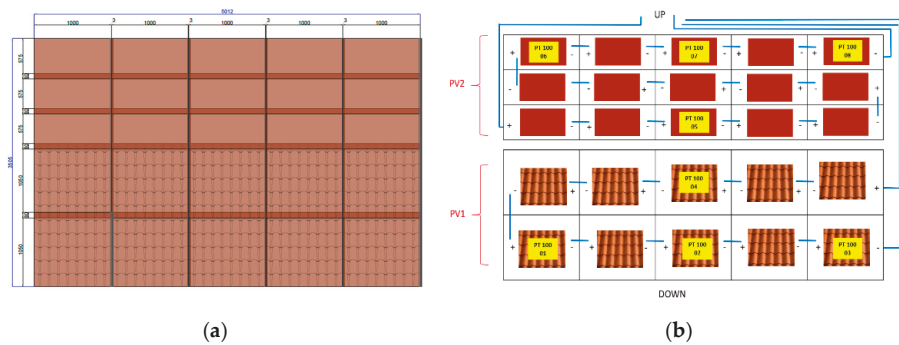 5012
1000 3 1000 3 1000 3 1000 3 1000
575
575
575
1050
1050
3505
(a)
UP
PV2
+ PT 100 06 - + - + PT 100 07 - + - + PT 100 08 -
- + - + - + - + - +
+ - + - + PT 100 05 - + - + -
PV1
- + - + - PT 100 04 + - + - +
+ PT 100 01 - + - + PT 100 02 - + - + PT 100 03 -
DOWN
(b)